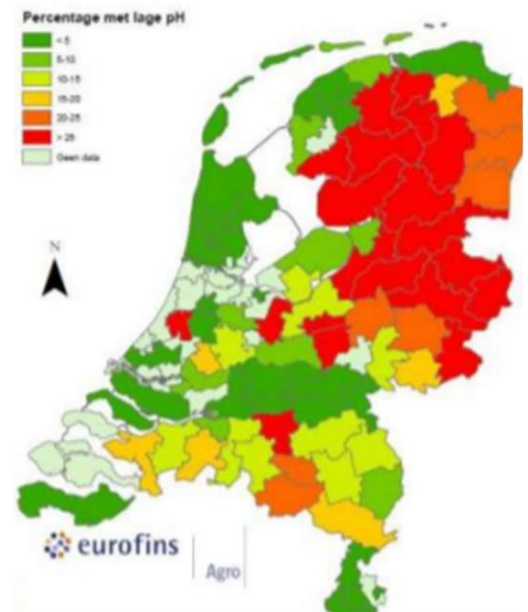 Percentage met lage pH
< 5
5-10
10-15
15-20
20-25
> 25
Geen data
N
eurofins
Agro